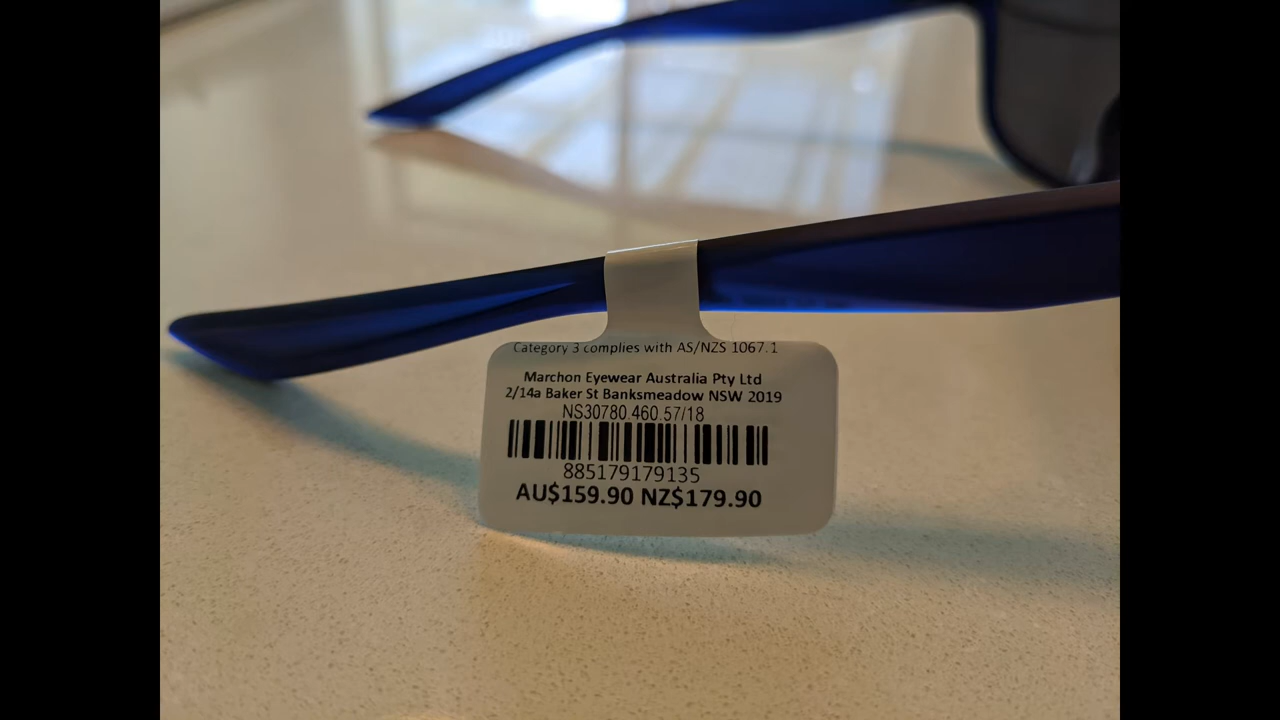 Category 3 complies with AS/NZS 1067.1
Marchon Eyewear Australia Pty Ltd
2/14a Baker St Banksmeadow NSW 2019
NS30780.460.57/18
885179179135
AU$159.90 NZ$179.90